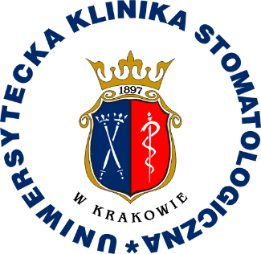 UNIWERSYTECKA KLINIKA STOMATOLOGICZNA *
1897
W KRAKOWIE